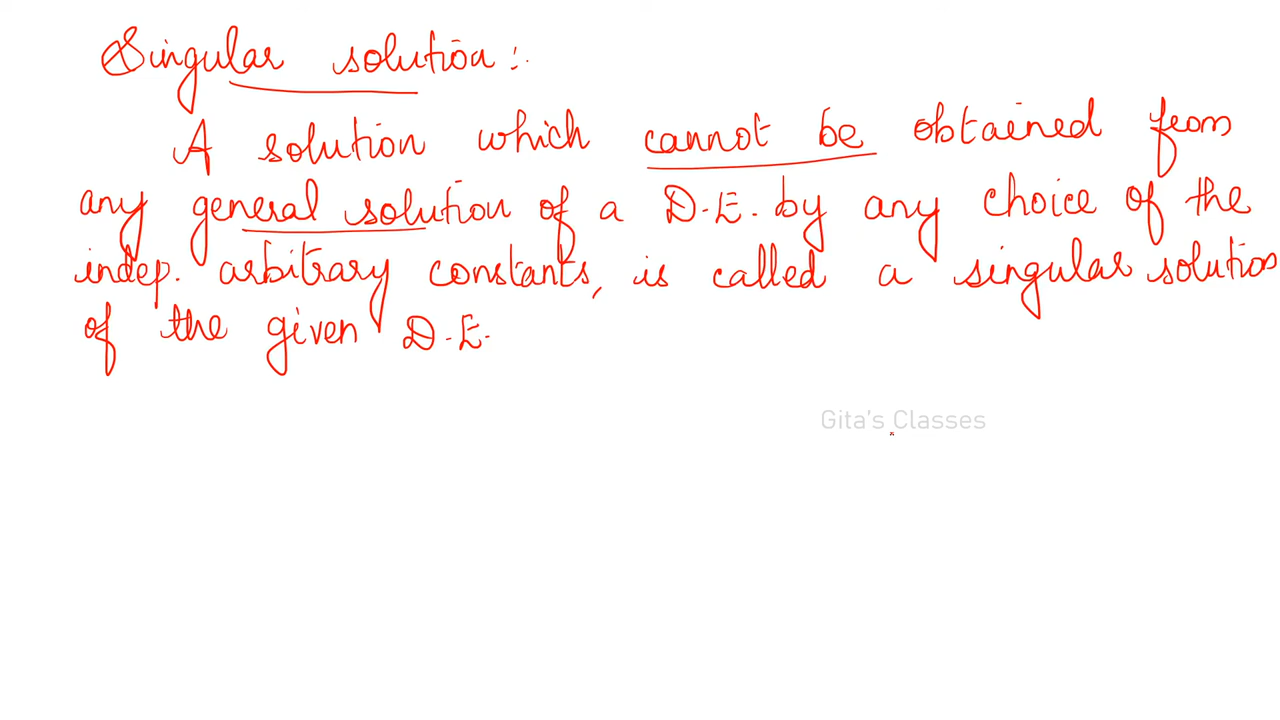 Singular solution :
A solution which cannot be obtained from
any general solution of a D.E. by any choice of the
indep. arbitrary constants, is called a singular solution
of the given D.E.
Gita's Classes